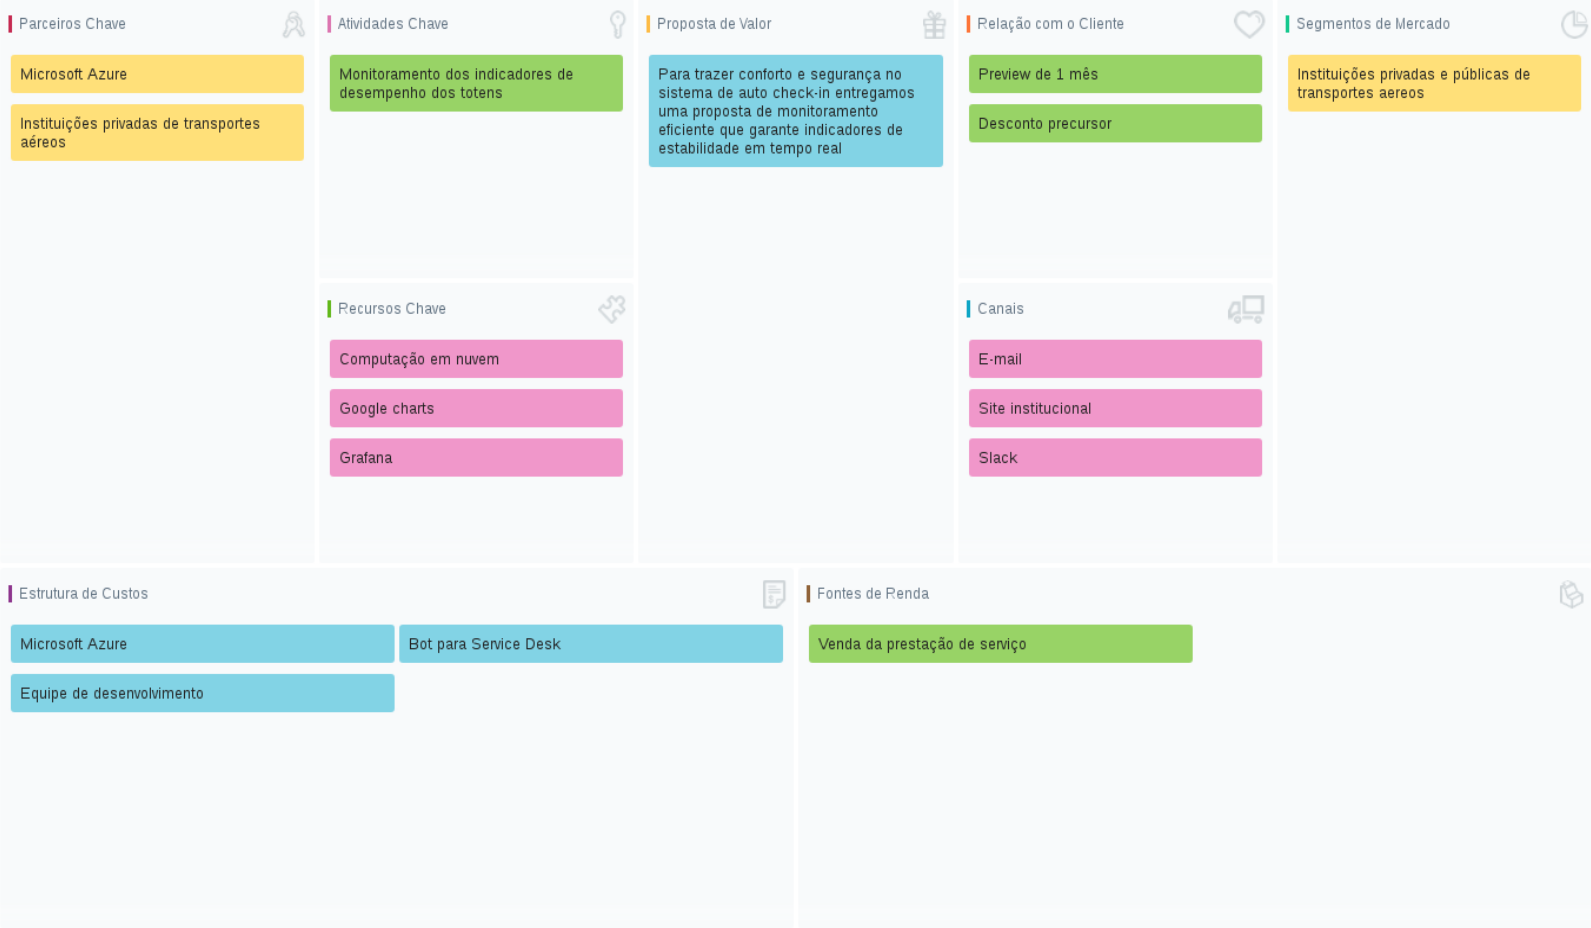 Parceiros Chave
Microsoft Azure
Instituições privadas de transportes
aéreos
Atividades Chave
Monitoramento dos indicadores de
desempenho dos totens
Recursos Chave
Computação em nuvem
Google charts
Grafana
Proposta de Valor
Para trazer conforto e segurança no
sistema de auto check-in entregamos
uma proposta de monitoramento
eficiente que garante indicadores de
estabilidade em tempo real
Relação com o Cliente
Preview de 1 mês
Desconto precursor
Canais
E-mail
Site institucional
Slack
Segmentos de Mercado
Instituições privadas e públicas de
transportes aereos
Estrutura de Custos
Microsoft Azure
Bot para Service Desk
Equipe de desenvolvimento
Fontes de Renda
Venda da prestação de serviço